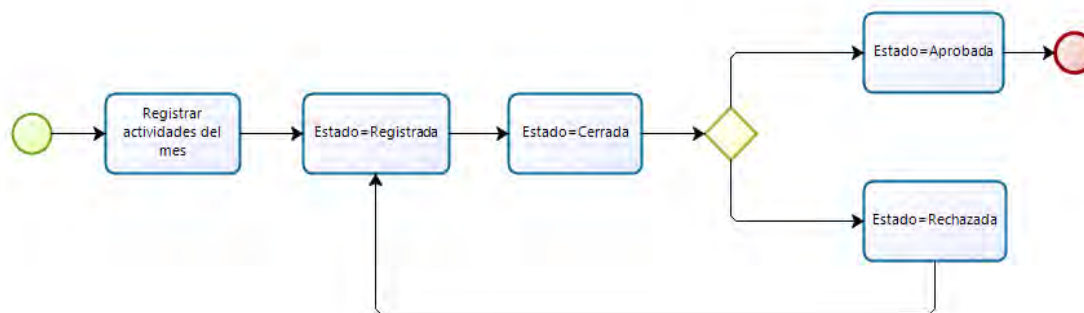 Registrar
actividades del
mes
Estado=Registrada
Estado=Cerrada
Estado=Aprobada
Estado=Rechazada